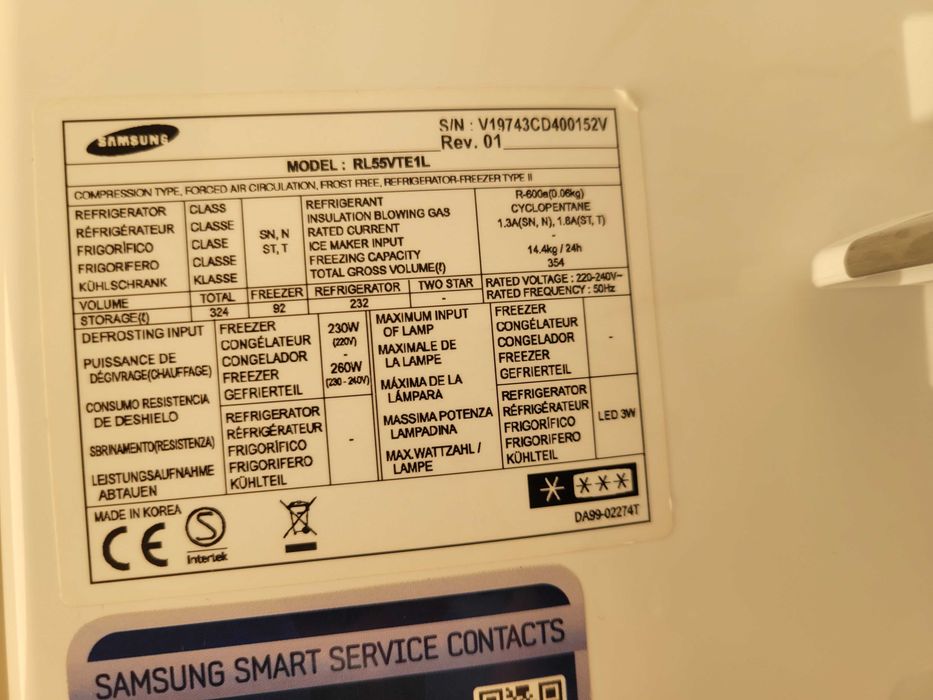 SAMSUNG
S/N : V19743CD400152V
Rev. 01
MODEL : RL55VTE1L
COMPRESSION TYPE, FORCED AIR CIRCULATION, FROST FREE, REFRIGERATOR-FREEZER TYPE II
REFRIGERATOR
RÉFRIGÉRATEUR
FRIGORÍFICO
FRIGORIFERO
KÜHLSCHRANK
CLASS
CLASSE
CLASE
CLASSE
KLASSE
SN, N
ST, T
REFRIGERANT
INSULATION BLOWING GAS
RATED CURRENT
ICE MAKER INPUT
FREEZING CAPACITY
TOTAL GROSS VOLUME(ℓ)
R-600a(0.06kg)
CYCLOPENTANE
1.3A(SN, N), 1.6A(ST, T)
-
14.4kg / 24h
354
VOLUME
STORAGE(ℓ)
TOTAL
324
FREEZER
92
REFRIGERATOR
232
TWO STAR
-
RATED VOLTAGE : 220-240V~
RATED FREQUENCY : 50Hz
DEFROSTING INPUT
PUISSANCE DE
DÉGIVRAGE(CHAUFFAGE)
CONSUMO RESISTENCIA
DE DESHIELO
SBRINAMENTO(RESISTENZA)
LEISTUNGSAUFNAHME
ABTAUEN
FREEZER
CONGÉLATEUR
CONGELADOR
FREEZER
GEFRIERTEIL
230W
(220V)
-
260W
(230 - 240V)
REFRIGERATOR
RÉFRIGÉRATEUR
FRIGORÍFICO
FRIGORIFERO
KÜHLTEIL
-
MAXIMUM INPUT
OF LAMP
MAXIMALE DE
LA LAMPE
MÁXIMA DE LA
LÁMPARA
MASSIMA POTENZA
LAMPADINA
MAX.WATTZAHL /
LAMPE
FREEZER
CONGÉLATEUR
CONGELADOR
FREEZER
GEFRIERTEIL
-
REFRIGERATOR
RÉFRIGÉRATEUR
FRIGORÍFICO
FRIGORIFERO
KÜHLTEIL
LED 3W
MADE IN KOREA
CE
S
Intertek
DA99-02274T
SAMSUNG SMART SERVICE CONTACTS